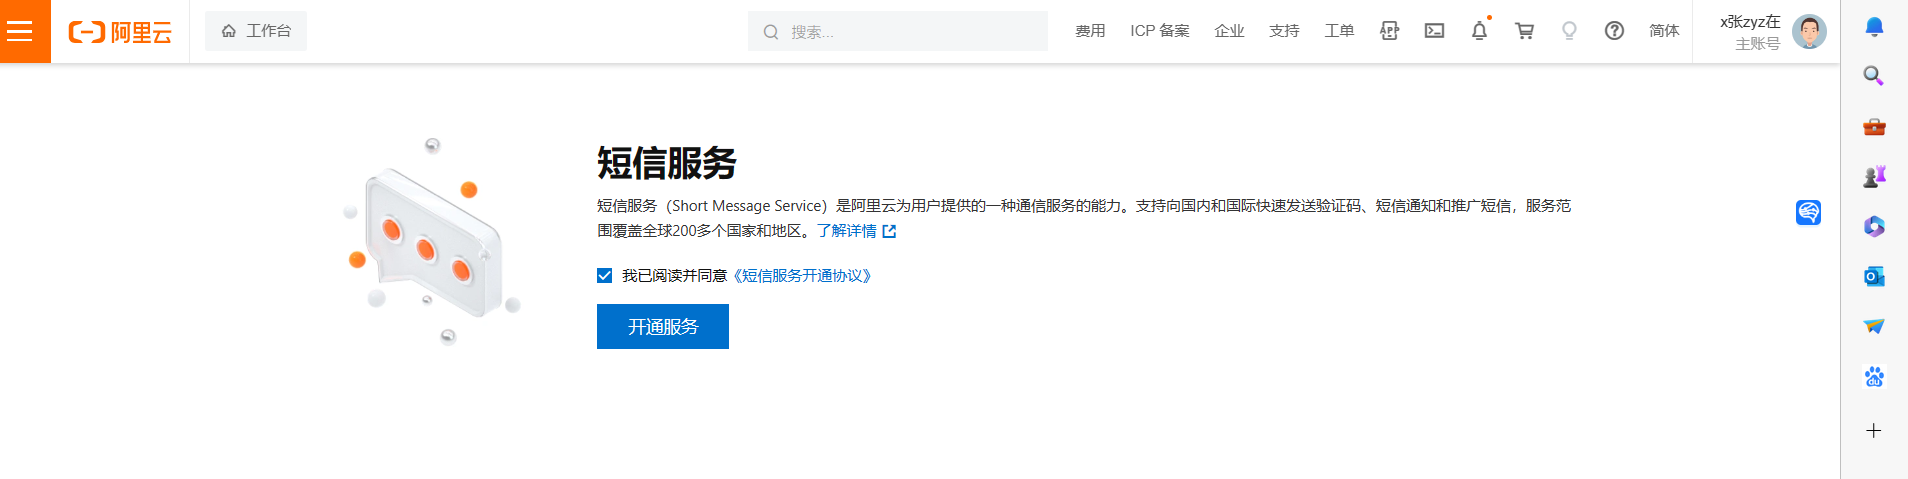 阿里云
工作台
搜索...
费用
ICP 备案
企业
支持
工单
APP
简体
x张zyz在
主账号
短信服务
短信服务（Short Message Service）是阿里云为用户提供的一种通信服务的能力。支持向国内和国际快速发送验证码、短信通知和推广短信，服务范
围覆盖全球200多个国家和地区。了解详情
我已阅读并同意《短信服务开通协议》
开通服务
du